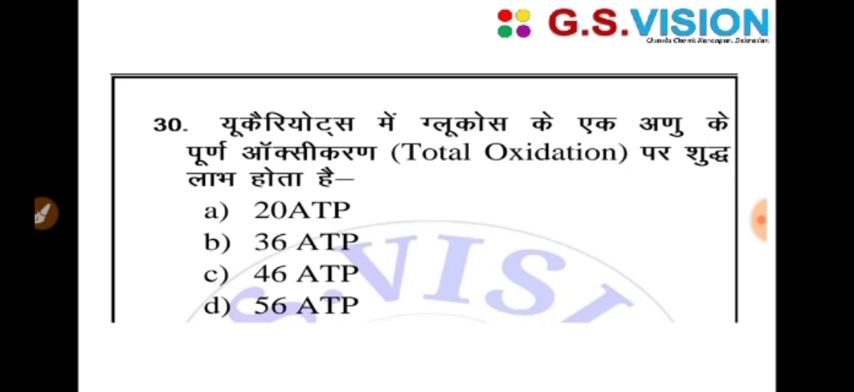 G.S.VISION
30. यूकैरियोट्स में ग्लूकोस के एक अणु के
पूर्ण ऑक्सीकरण (Total Oxidation) पर शुद्ध
लाभ होता है—
a) 20ATP
b) 36 ATP
c) 46 ATP
d) 56 ATP